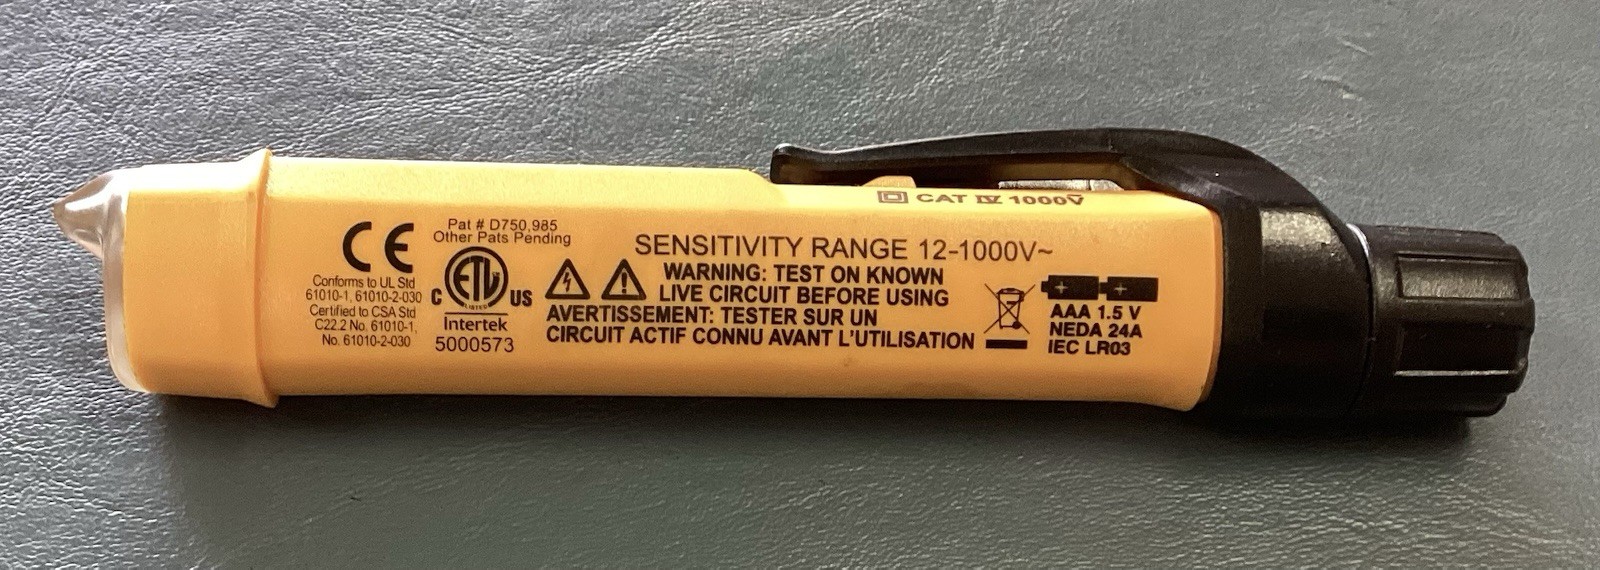 CAT IV 1000V
CE
Conforms to UL Std
61010-1, 61010-2-030
Certified to CSA Std
C22.2 No. 61010-1,
No. 61010-2-030
Pat # D750,985
Other Pats Pending
C ETL US
LISTED
Intertek
5000573
SENSITIVITY RANGE 12-1000V~
WARNING: TEST ON KNOWN
LIVE CIRCUIT BEFORE USING
AVERTISSEMENT: TESTER SUR UN
CIRCUIT ACTIF CONNU AVANT L'UTILISATION
AAA 1.5 V
NEDA 24A
IEC LR03